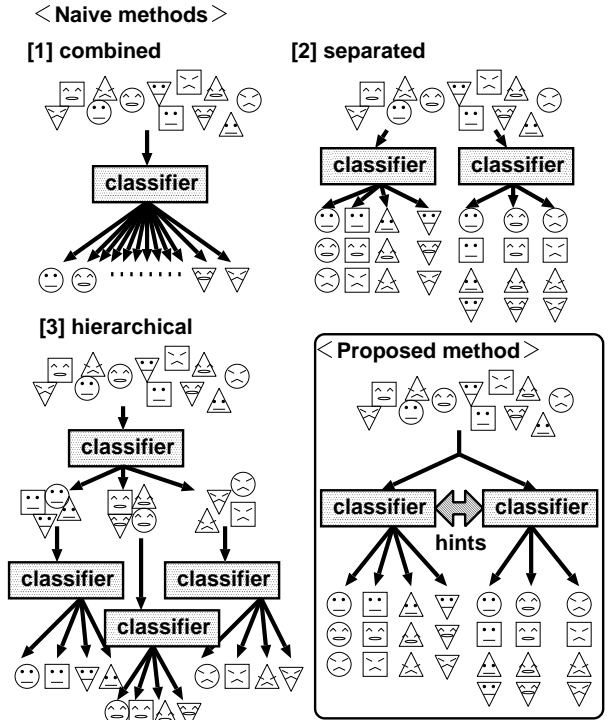 ＜Naive methods＞
[1] combined
classifier
[2] separated
classifier classifier
[3] hierarchical
classifier
classifier classifier
classifier
＜Proposed method＞
classifier classifier
hints